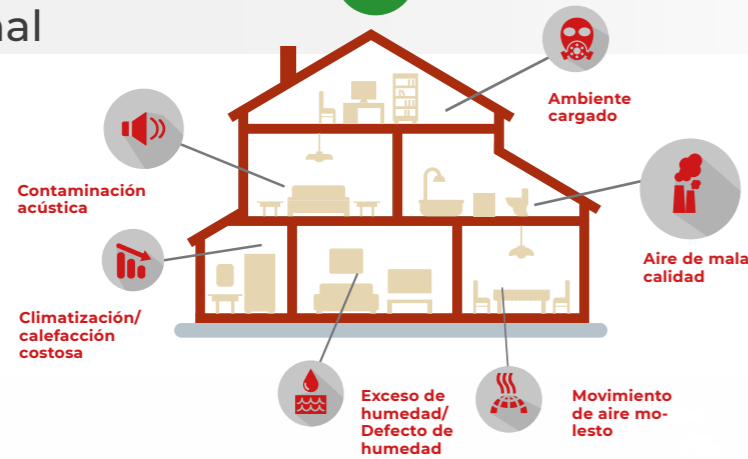 nal
Ambiente
cargado
Contaminación
acústica
Aire de mala
calidad
Climatización/
calefacción
costosa
Exceso de
humedad/
Defecto de
humedad
Movimiento
de aire mo-
lesto